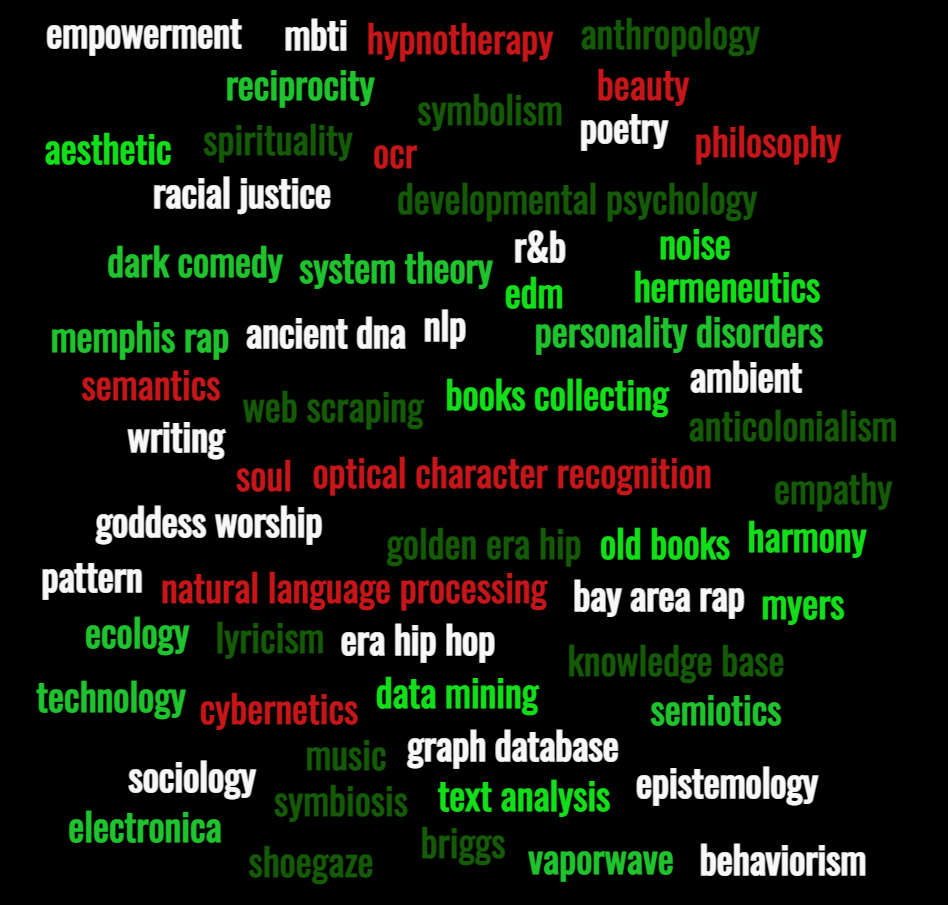 empowerment mbti hypnotherapy anthropology
reciprocity beauty
symbolism poetry philosophy
aesthetic spirituality ocr
racial justice developmental psychology
r&b noise
dark comedy system theory
edm hermeneutics
memphis rap ancient dna nlp personality disorders
semantics ambient
web scraping books collecting
writing anticolonialism
soul optical character recognition empathy
goddess worship
golden era hip old books harmony
pattern natural language processing bay area rap myers
ecology lyricism era hip hop
knowledge base
technology cybernetics data mining semiotics
music graph database
sociology epistemology
symbiosis text analysis
electronica briggs
shoegaze vaporwave behaviorism